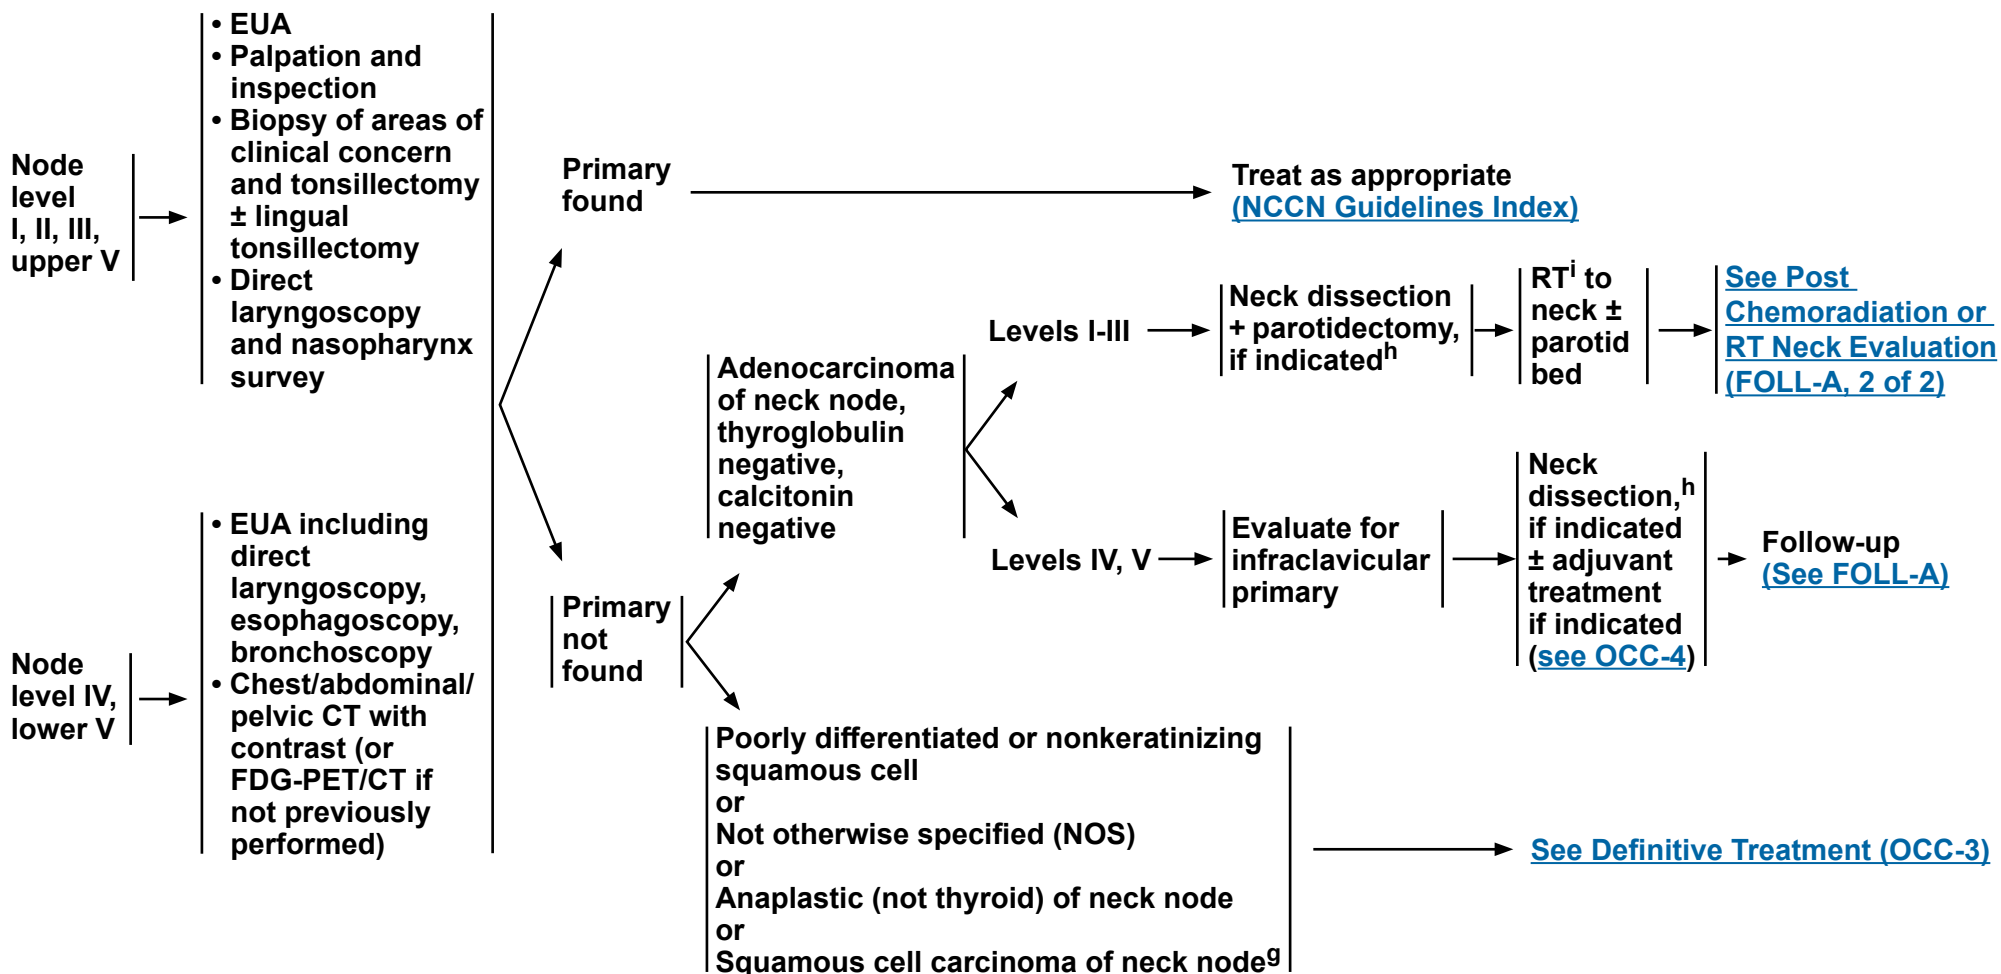 Node
level
I, II, III,
upper V
• EUA
• Palpation and
inspection
• Biopsy of areas of
clinical concern
and tonsillectomy
± lingual
tonsillectomy
• Direct
laryngoscopy
and nasopharynx
survey
Node
level IV,
lower V
• EUA including
direct
laryngoscopy,
esophagoscopy,
bronchoscopy
• Chest/abdominal/
pelvic CT with
contrast (or
FDG-PET/CT if
not previously
performed)
Primary
found
Treat as appropriate
(NCCN Guidelines Index)
Primary
not
found
Adenocarcinoma
of neck node,
thyroglobulin
negative,
calcitonin
negative
Levels I-III
Neck dissection
+ parotidectomy,
if indicatedh
RTi to
neck ±
parotid
bed
See Post
Chemoradiation or
RT Neck Evaluation
(FOLL-A, 2 of 2)
Levels IV, V
Evaluate for
infraclavicular
primary
Neck
dissection,h
if indicated
± adjuvant
treatment
if indicated
(see OCC-4)
Follow-up
(See FOLL-A)
Poorly differentiated or nonkeratinizing
squamous cell
or
Not otherwise specified (NOS)
or
Anaplastic (not thyroid) of neck node
or
Squamous cell carcinoma of neck nodeg
See Definitive Treatment (OCC-3)